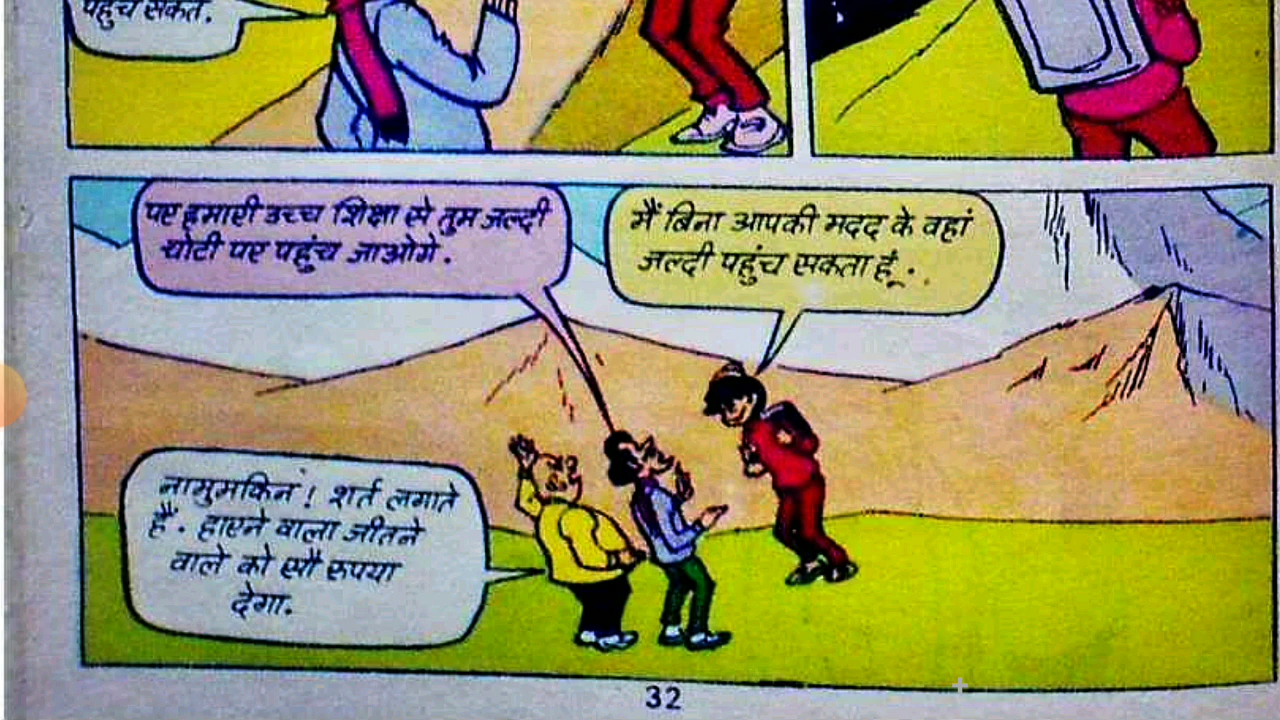 पहुंच सकते.
पर हमारी उच्च शिक्षा से तुम जल्दी
चोटी पर पहुंच जाओगे.
मैं बिना आपकी मदद के वहां
जल्दी पहुंच सकता हूं.
नामुमकिन! शर्त लगाते
हैं. हारने वाला जीतने
वाले को सौ रुपया
देगा.
32